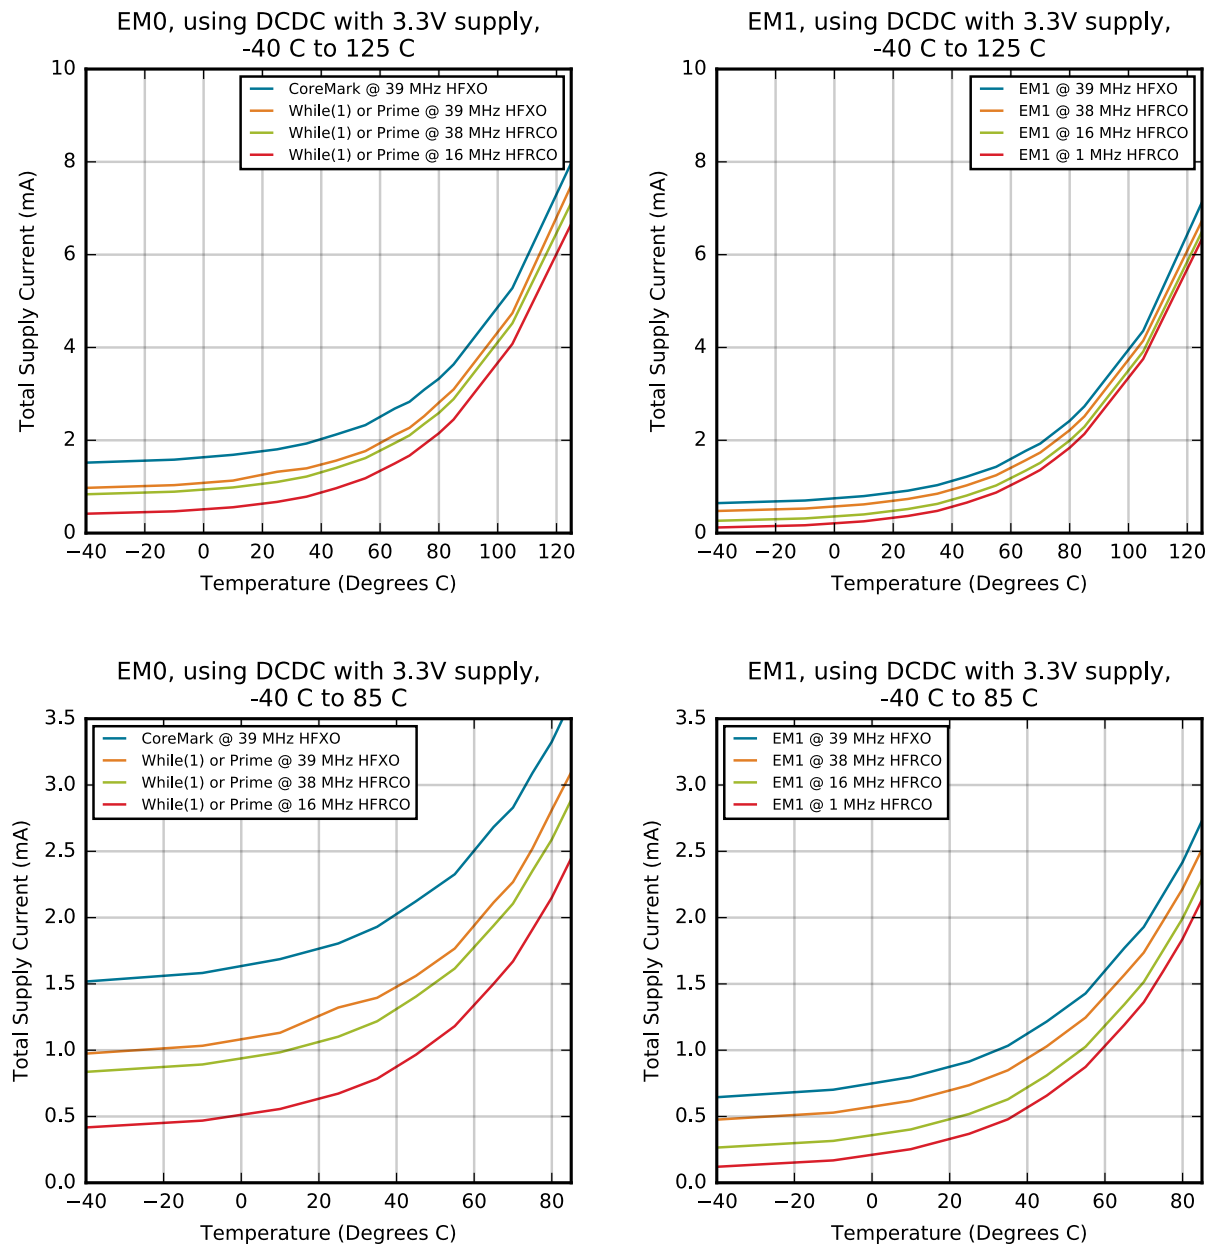 EM0, using DCDC with 3.3V supply,
-40 C to 125 C
10
8
6
4
2
0
Total Supply Current (mA)
CoreMark @ 39 MHz HFXO
While(1) or Prime @ 39 MHz HFXO
While(1) or Prime @ 38 MHz HFRCO
While(1) or Prime @ 16 MHz HFRCO
−40 −20 0 20 40 60 80 100 120
Temperature (Degrees C)
EM1, using DCDC with 3.3V supply,
-40 C to 125 C
10
8
6
4
2
0
Total Supply Current (mA)
EM1 @ 39 MHz HFXO
EM1 @ 38 MHz HFRCO
EM1 @ 16 MHz HFRCO
EM1 @ 1 MHz HFRCO
−40 −20 0 20 40 60 80 100 120
Temperature (Degrees C)
EM0, using DCDC with 3.3V supply,
-40 C to 85 C
3.5
3.0
2.5
2.0
1.5
1.0
0.5
0.0
Total Supply Current (mA)
CoreMark @ 39 MHz HFXO
While(1) or Prime @ 39 MHz HFXO
While(1) or Prime @ 38 MHz HFRCO
While(1) or Prime @ 16 MHz HFRCO
−40 −20 0 20 40 60 80
Temperature (Degrees C)
EM1, using DCDC with 3.3V supply,
-40 C to 85 C
3.5
3.0
2.5
2.0
1.5
1.0
0.5
0.0
Total Supply Current (mA)
EM1 @ 39 MHz HFXO
EM1 @ 38 MHz HFRCO
EM1 @ 16 MHz HFRCO
EM1 @ 1 MHz HFRCO
−40 −20 0 20 40 60 80
Temperature (Degrees C)